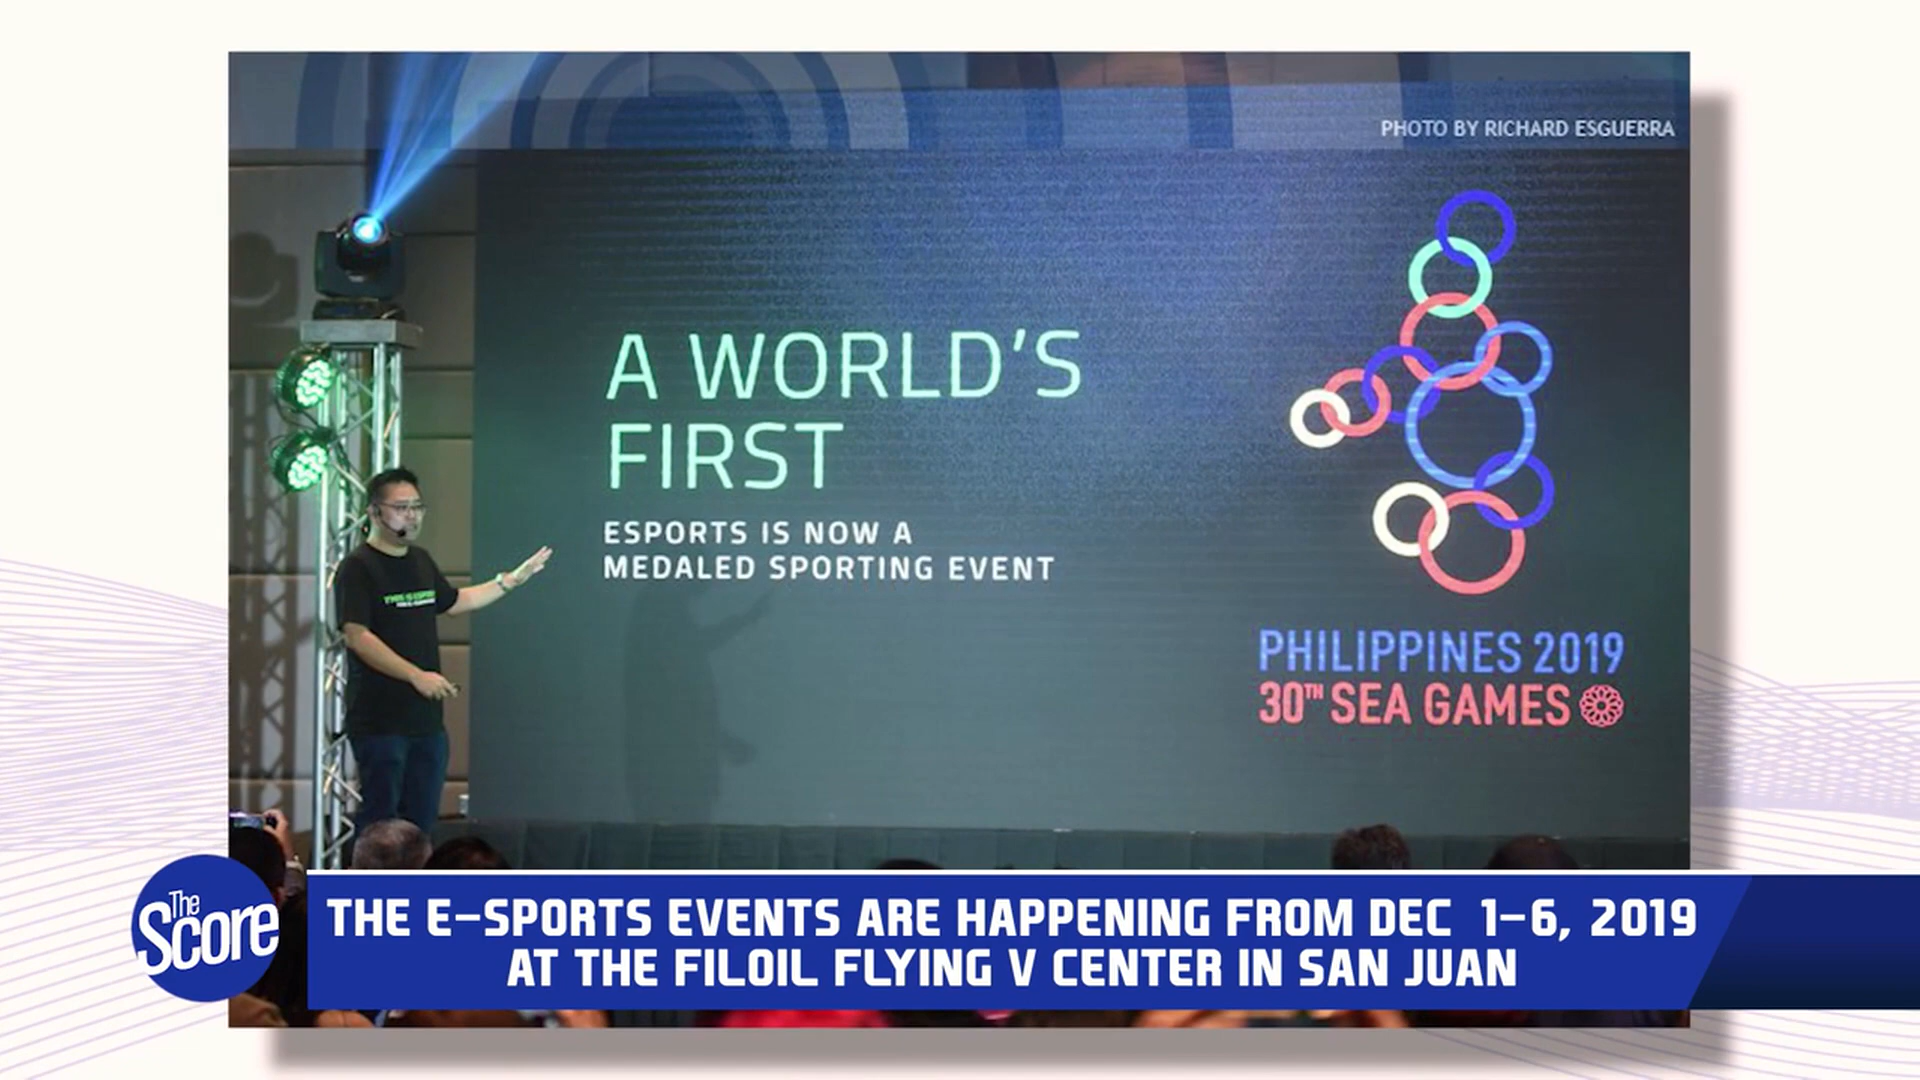 PHOTO BY RICHARD ESGUERRA
A WORLD'S
FIRST
ESPORTS IS NOW A
MEDALED SPORTING EVENT
PHILIPPINES 2019
30TH SEA GAMES
The
Score
THE E-SPORTS EVENTS ARE HAPPENING FROM DEC 1-6, 2019
AT THE FILOIL FLYING V CENTER IN SAN JUAN